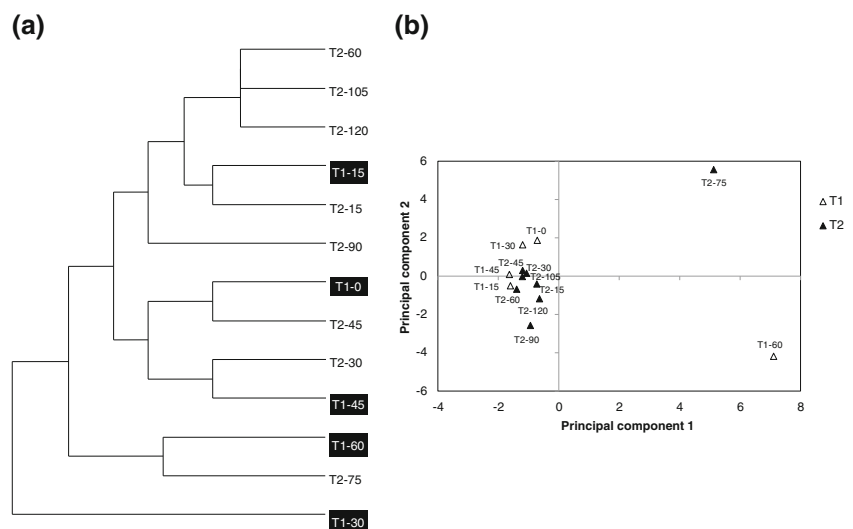 (a)
T2-60
T2-105
T2-120
T1-15
T2-15
T2-90
T1-0
T2-45
T2-30
T1-45
T1-60
T2-75
T1-30
(b)
Principal component 2
6
4
2
0
-2
-4
-6
T2-75
T1-0
T1-30
T2-45
T2-30
T1-45
T2-105
T1-15
T2-15
T2-60
T2-120
T2-90
T1-60
-4
-2
0
2
4
6
8
Principal component 1
T1
T2